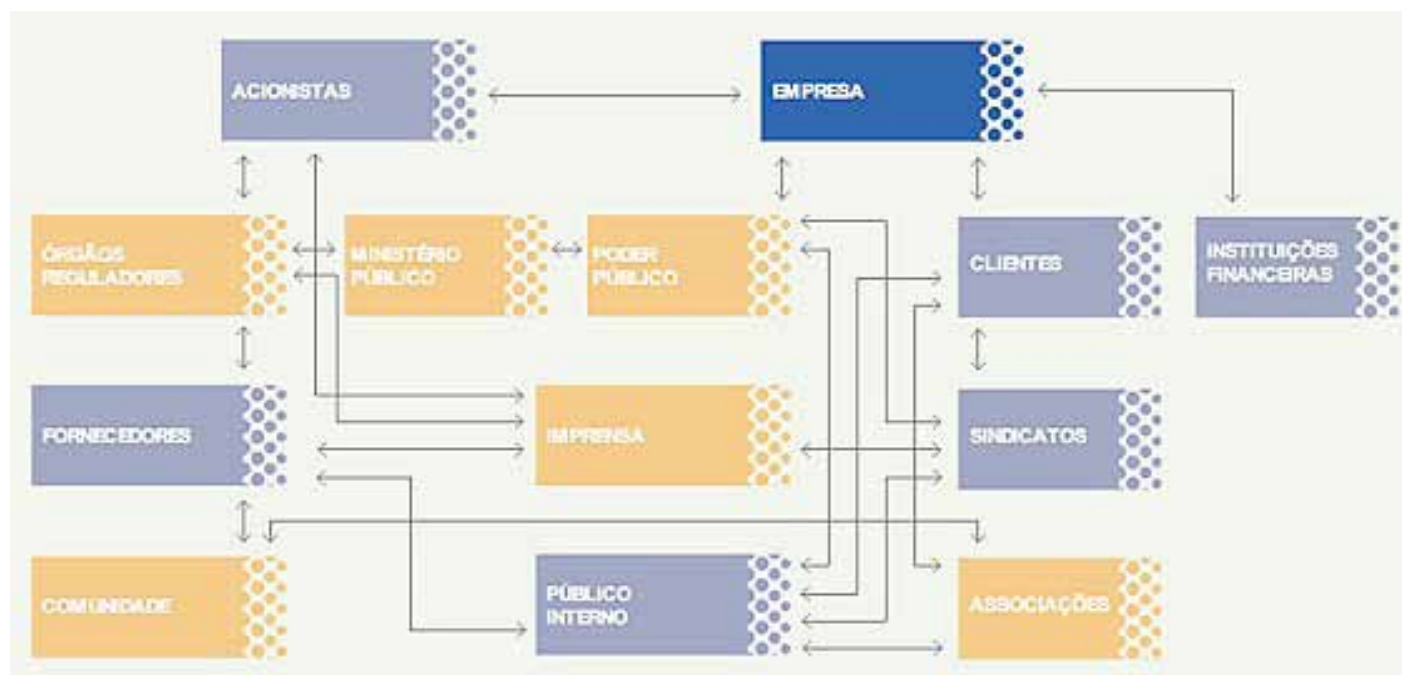 ACIONISTAS
EMPRESA
ÓRGÃOS
REGULADORES
MINISTÉRIO
PÚBLICO
PODER
PÚBLICO
CLIENTES
INSTITUIÇÕES
FINANCEIRAS
FORNECEDORES
IMPRENSA
SINDICATOS
COMUNIDADE
PÚBLICO
INTERNO
ASSOCIAÇÕES